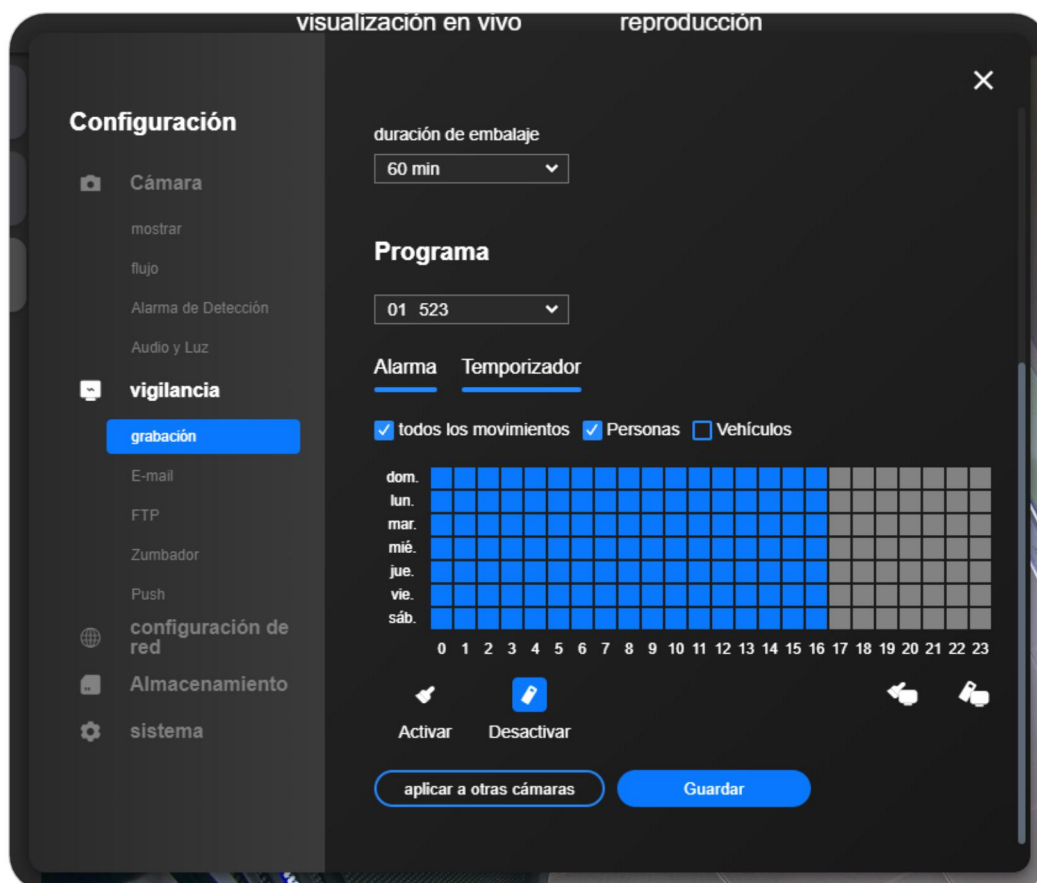 visualización en vivo reproducción
Configuración
Cámara
mostrar
flujo
Alarma de Detección
Audio y Luz
vigilancia
grabación
E-mail
FTP
Zumbador
Push
configuración de
red
Almacenamiento
sistema
duración de embalaje
60 min
Programa
01 523
Alarma Temporizador
todos los movimientos Personas Vehículos
dom.
lun.
mar.
mié.
jue.
vie.
sáb.
0 1 2 3 4 5 6 7 8 9 10 11 12 13 14 15 16 17 18 19 20 21 22 23
Activar Desactivar
aplicar a otras cámaras Guardar